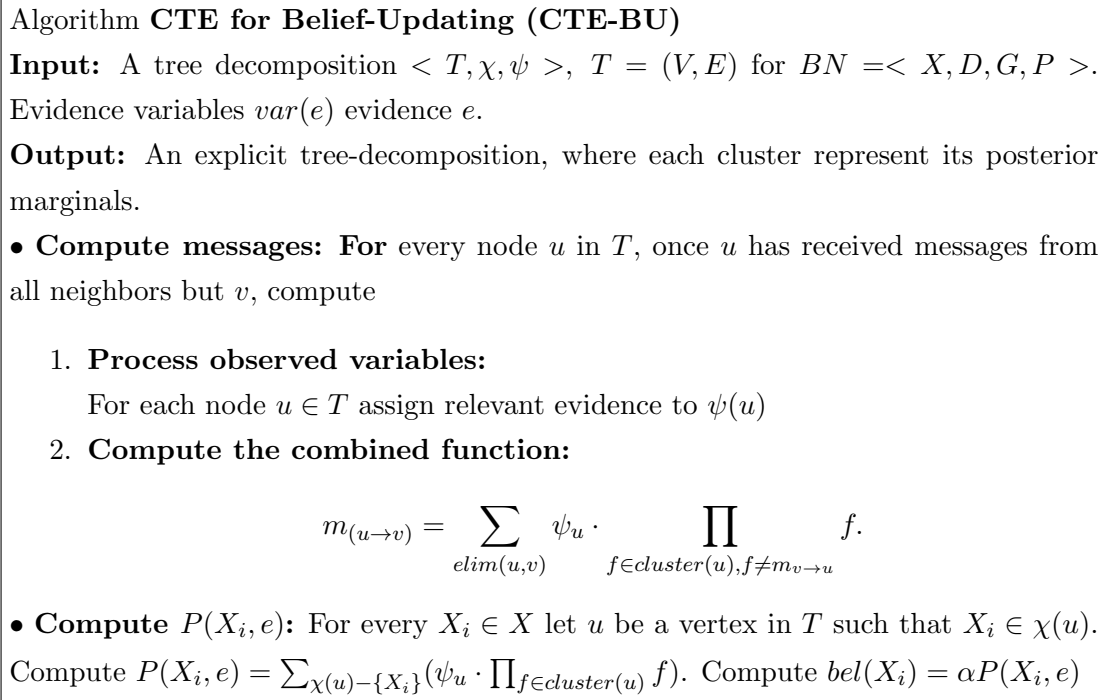 Algorithm CTE for Belief-Updating (CTE-BU)
Input: A tree decomposition < T, χ, ψ >, T = (V, E) for BN =< X, D, G, P >.
Evidence variables var(e) evidence e.
Output: An explicit tree-decomposition, where each cluster represent its posterior
marginals.
• Compute messages: For every node u in T, once u has received messages from
all neighbors but v, compute
1. Process observed variables:
For each node u ∈ T assign relevant evidence to ψ(u)
2. Compute the combined function:
m_{(u→v)} = ∑_{elim(u,v)} ψ_u · ∏_{f∈cluster(u),f≠m_{v→u}} f.
• Compute P(X_i, e): For every X_i ∈ X let u be a vertex in T such that X_i ∈ χ(u).
Compute P(X_i, e) = ∑_{χ(u)−{X_i}}(ψ_u · ∏_{f∈cluster(u)} f). Compute bel(X_i) = αP(X_i, e)